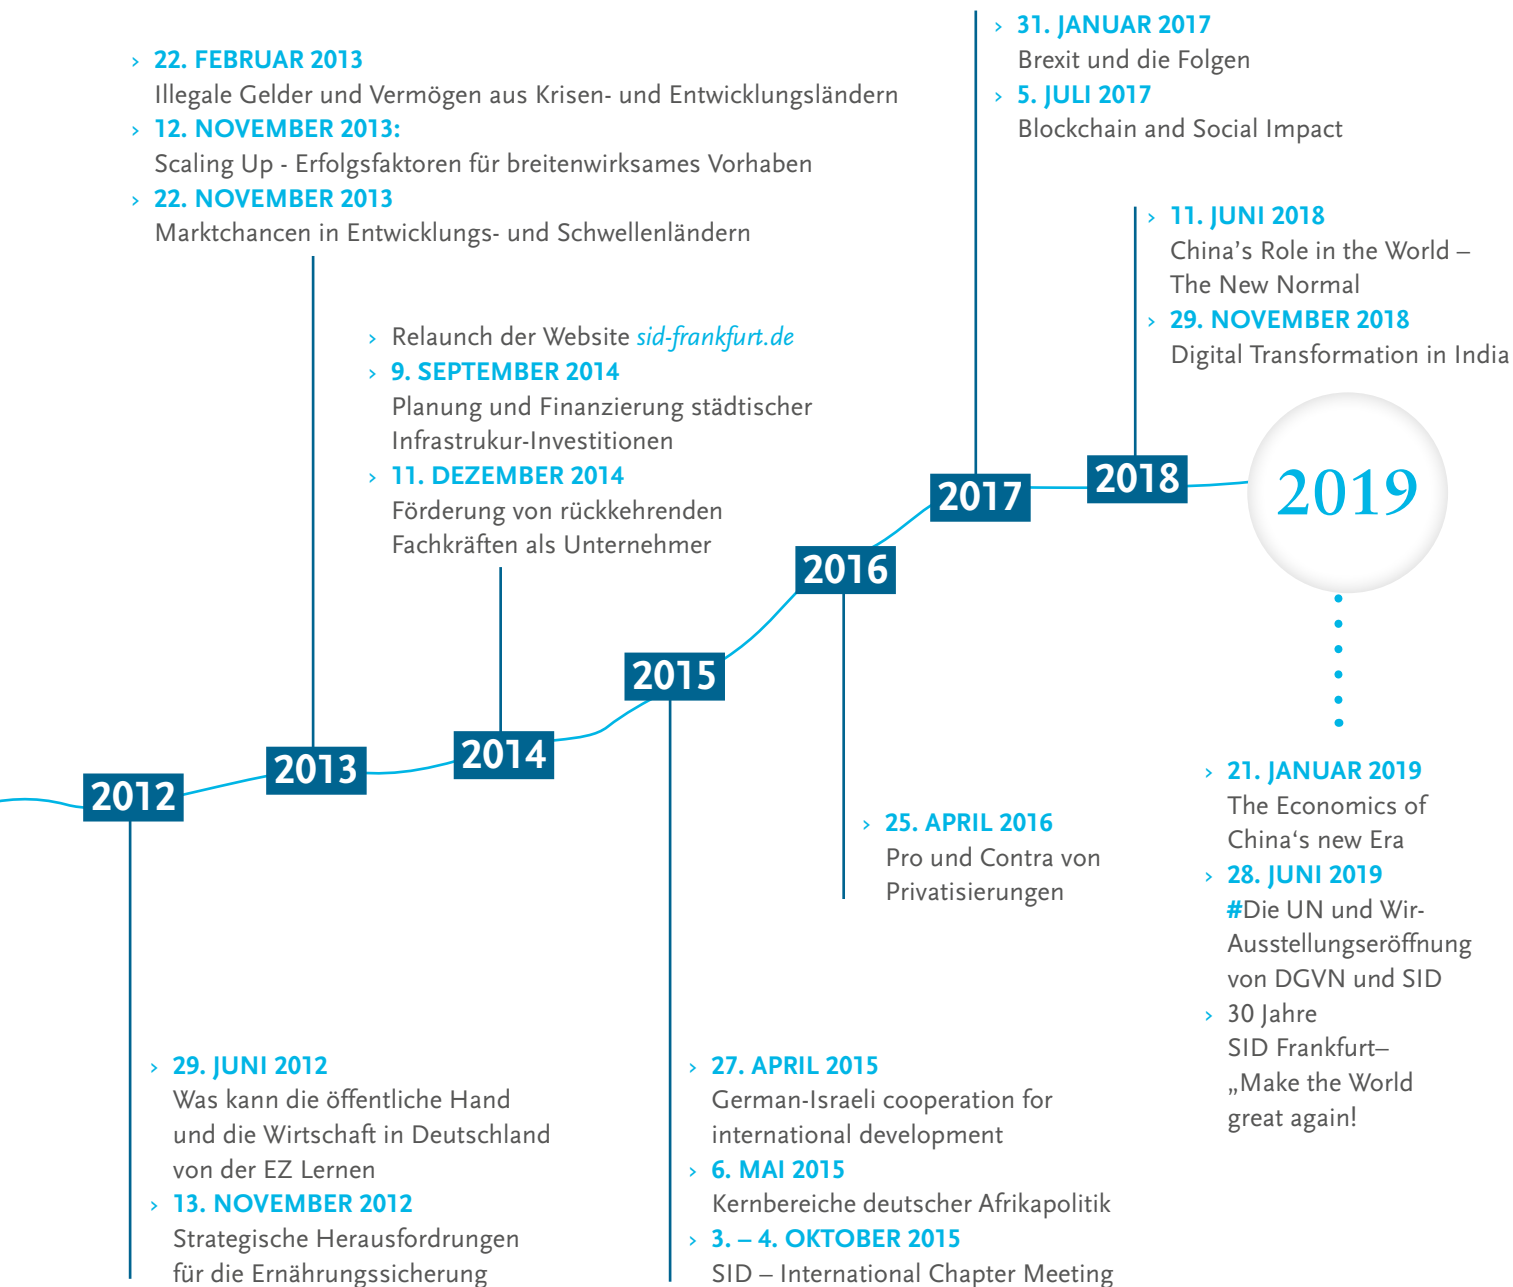 › 22. FEBRUAR 2013
Illegale Gelder und Vermögen aus Krisen- und Entwicklungsländern
› 12. NOVEMBER 2013:
Scaling Up - Erfolgsfaktoren für breitenwirksames Vorhaben
› 22. NOVEMBER 2013
Marktchancen in Entwicklungs- und Schwellenländern
› Relaunch der Website sid-frankfurt.de
› 9. SEPTEMBER 2014
Planung und Finanzierung städtischer
Infrastrukur-Investitionen
› 11. DEZEMBER 2014
Förderung von rückkehrenden
Fachkräften als Unternehmer
› 31. JANUAR 2017
Brexit und die Folgen
› 5. JULI 2017
Blockchain and Social Impact
› 11. JUNI 2018
China’s Role in the World –
The New Normal
› 29. NOVEMBER 2018
Digital Transformation in India
2012
2013
2014
2015
2016
2017
2018
2019
› 29. JUNI 2012
Was kann die öffentliche Hand
und die Wirtschaft in Deutschland
von der EZ Lernen
› 13. NOVEMBER 2012
Strategische Herausfordrungen
für die Ernährungssicherung
› 27. APRIL 2015
German-Israeli cooperation for
international development
› 6. MAI 2015
Kernbereiche deutscher Afrikapolitik
› 3. – 4. OKTOBER 2015
SID – International Chapter Meeting
› 25. APRIL 2016
Pro und Contra von
Privatisierungen
› 21. JANUAR 2019
The Economics of
China‘s new Era
› 28. JUNI 2019
#Die UN und Wir-
Ausstellungseröffnung
von DGVN und SID
› 30 Jahre
SID Frankfurt–
„Make the World
great again!